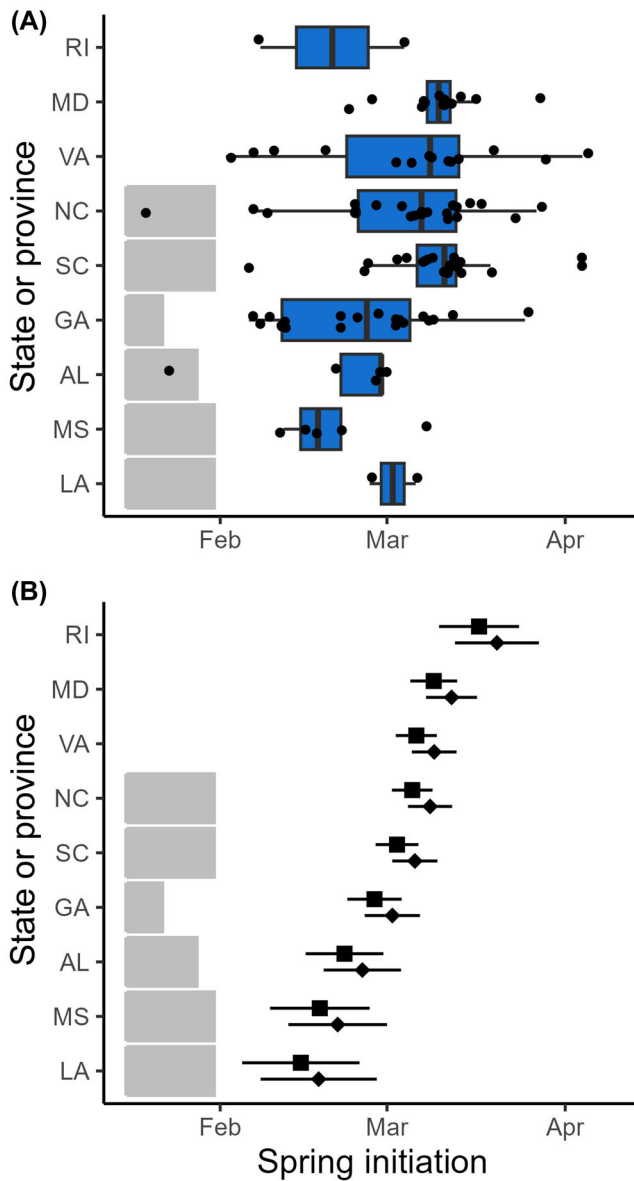 (A)
State or province
RI
MD
VA
NC
SC
GA
AL
MS
LA
Feb Mar Apr
(B)
State or province
RI
MD
VA
NC
SC
GA
AL
MS
LA
Feb Mar Apr
Spring initiation